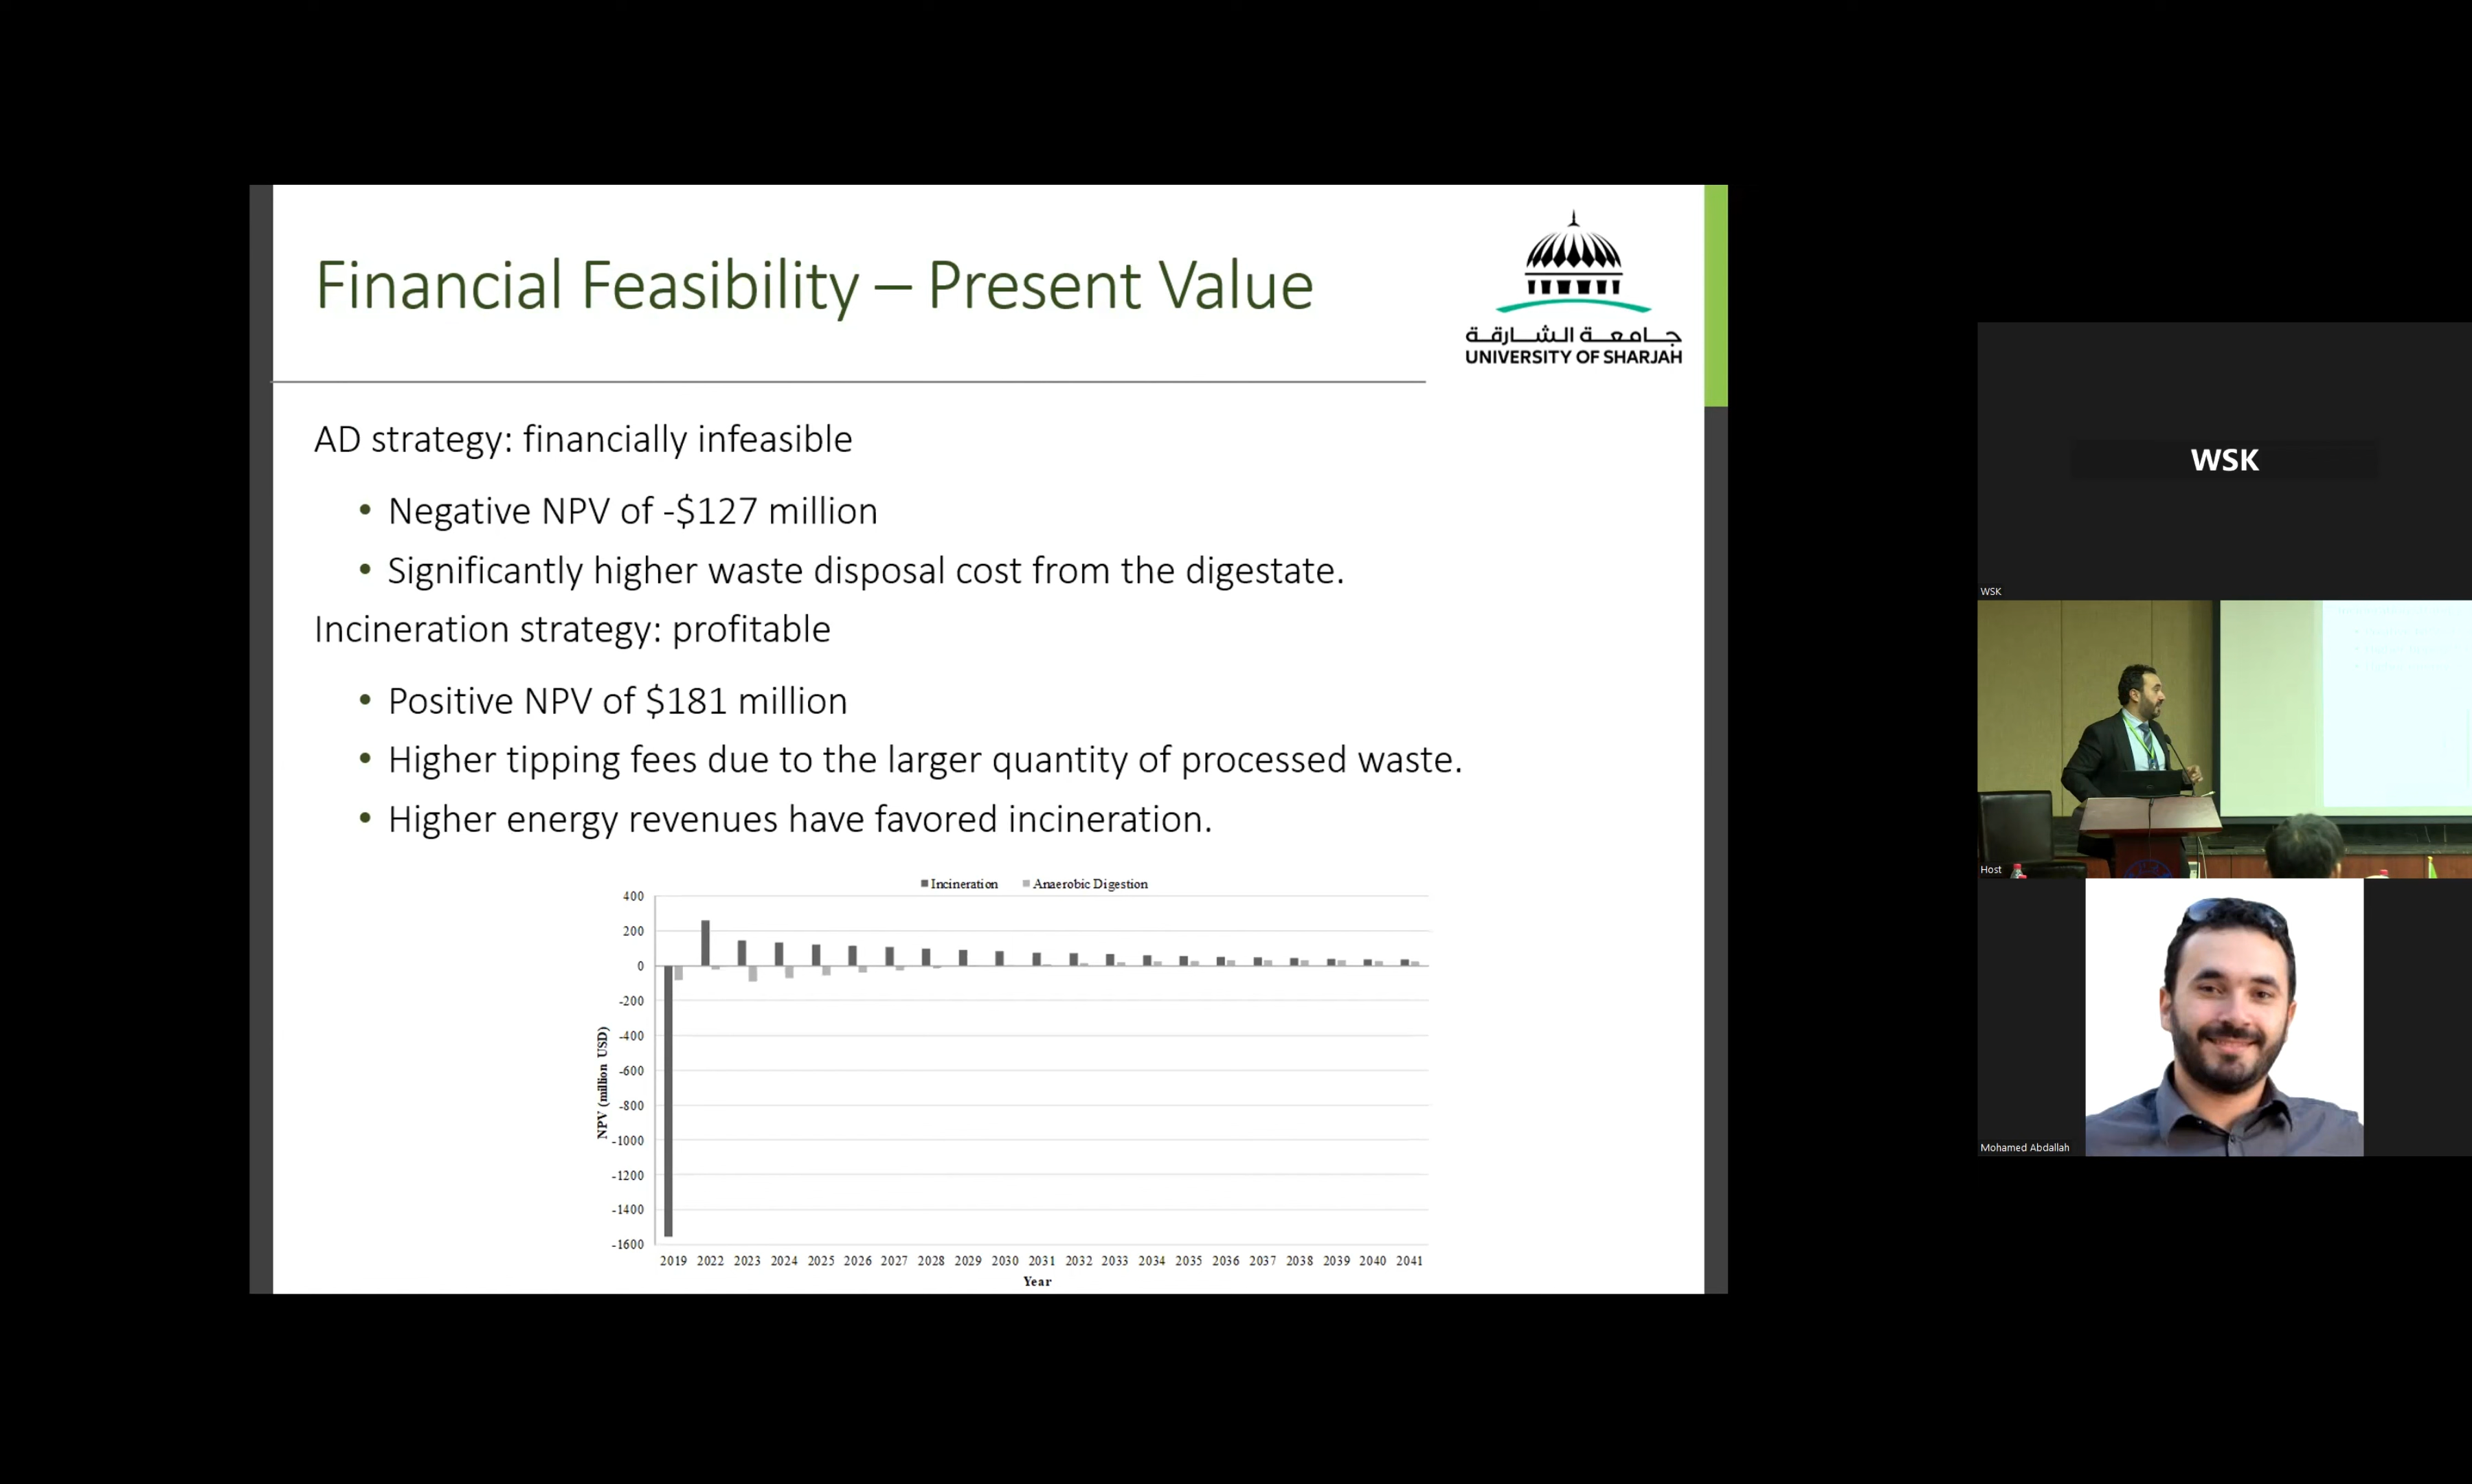 Financial Feasibility – Present Value
جامعة الشارقة
UNIVERSITY OF SHARJAH
AD strategy: financially infeasible
• Negative NPV of -$127 million
• Significantly higher waste disposal cost from the digestate.
Incineration strategy: profitable
• Positive NPV of $181 million
• Higher tipping fees due to the larger quantity of processed waste.
• Higher energy revenues have favored incineration.
Incineration Anaerobic Digestion
400
200
0
-200
-400
-600
-800
-1000
-1200
-1400
-1600
NPV (million USD)
2019 2022 2023 2024 2025 2026 2027 2028 2029 2030 2031 2032 2033 2034 2035 2036 2037 2038 2039 2040 2041
Year
WSK
WSK
Host
Mohamed Abdallah